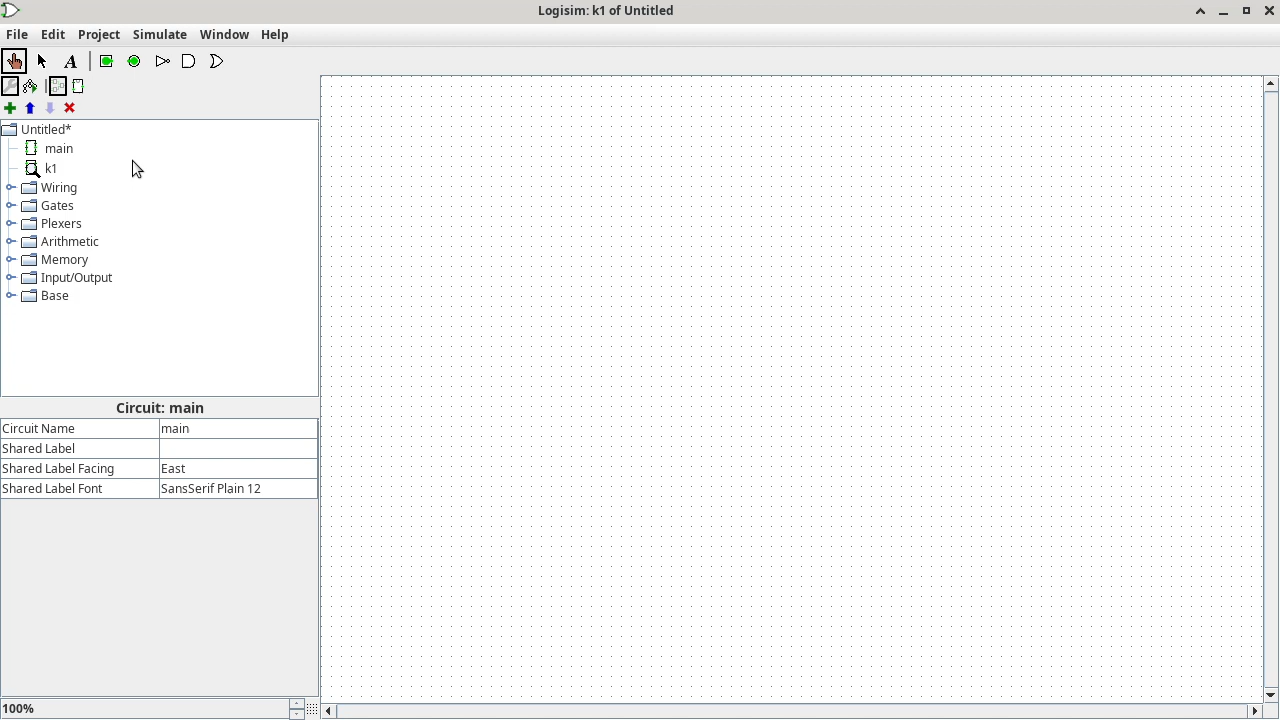 Logisim: k1 of Untitled
File Edit Project Simulate Window Help
A
Untitled*
main
k1
Wiring
Gates
Plexers
Arithmetic
Memory
Input/Output
Base
Circuit: main
Circuit Name main
Shared Label
Shared Label Facing East
Shared Label Font SansSerif Plain 12
100%